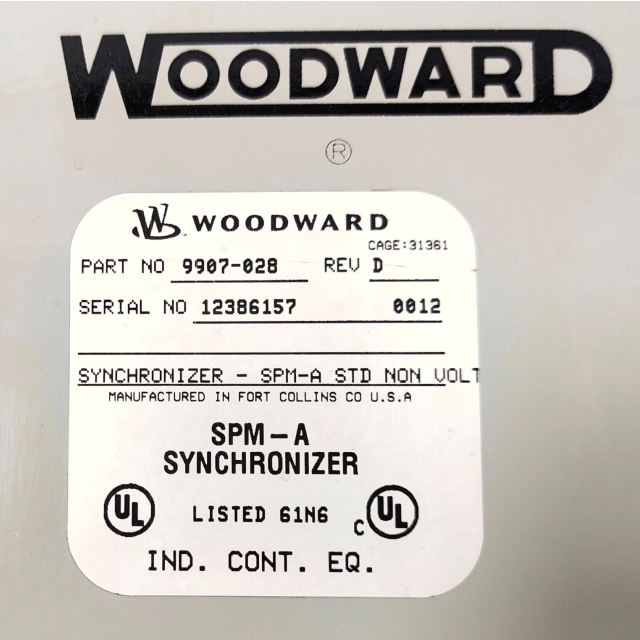 WOODWARD
®
WOODWARD
CAGE:31361
PART NO 9907-028 REV D
SERIAL NO 12386157 0012
SYNCHRONIZER - SPM-A STD NON VOLT
MANUFACTURED IN FORT COLLINS CO U.S.A
SPM-A
SYNCHRONIZER
UL LISTED 61N6 C UL
IND. CONT. EQ.